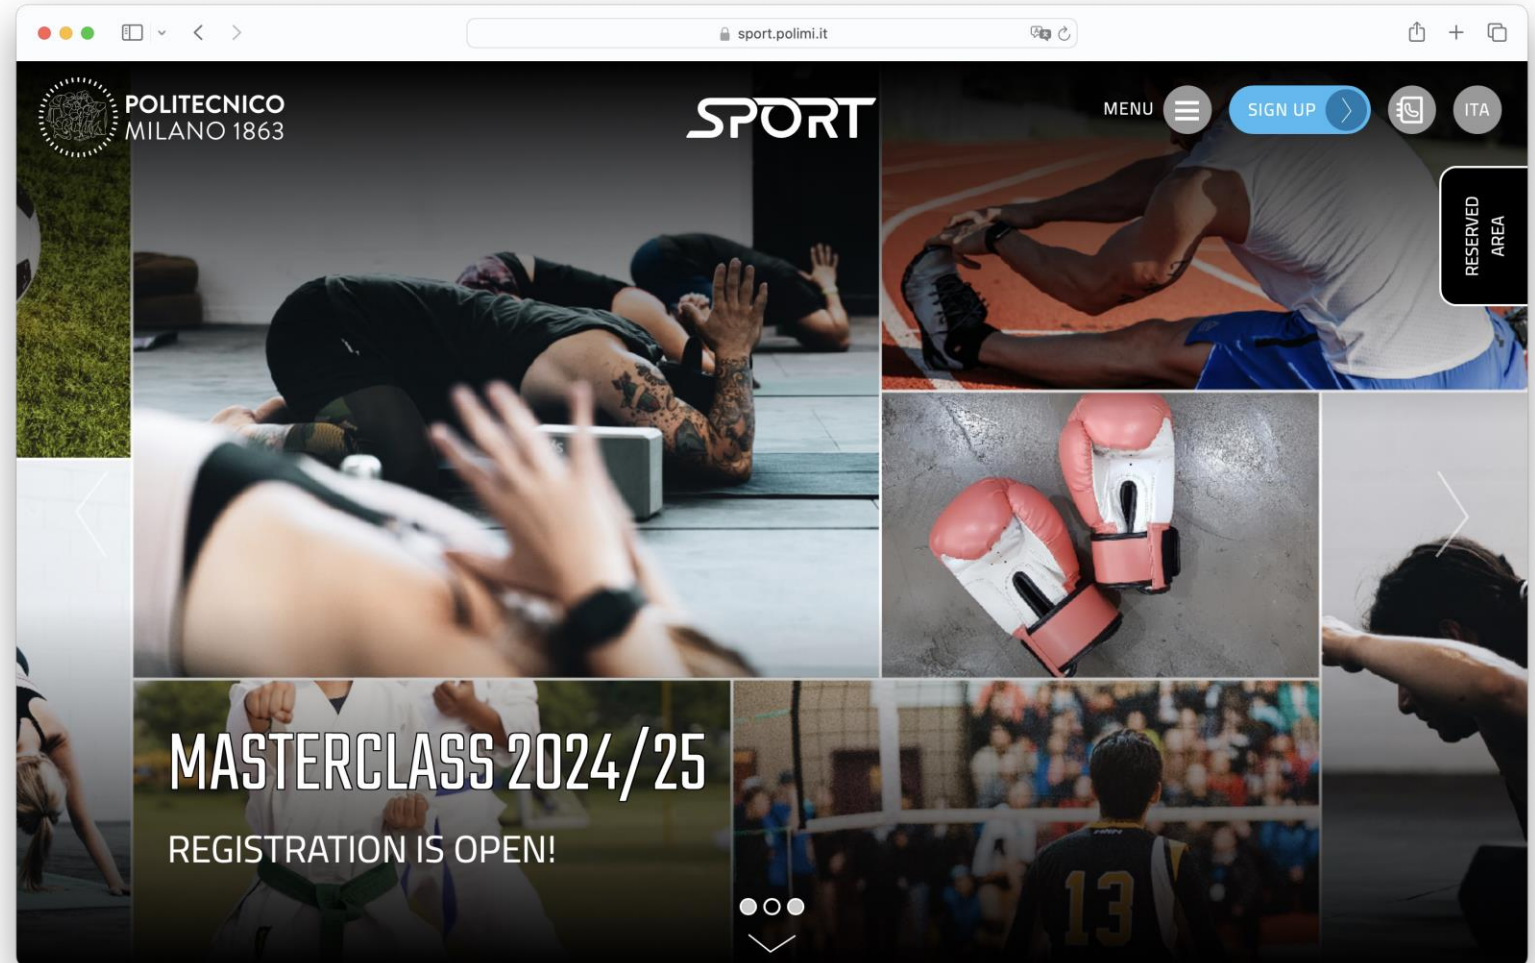 sport.polimi.it
POLITECNICO
MILANO 1863
SPORT
MENU
SIGN UP
ITA
RESERVED
AREA
MASTERCLASS 2024/25
REGISTRATION IS OPEN!
13